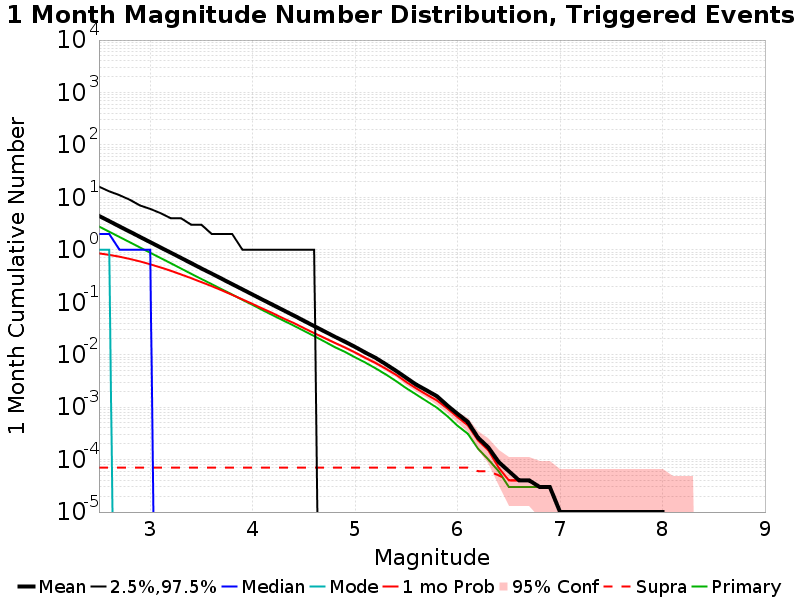 1 Month Magnitude Number Distribution, Triggered Events
1 Month Cumulative Number
10^4
10^3
10^2
10^1
10^0
10^-1
10^-2
10^-3
10^-4
10^-5
3 4 5 6 7 8 9
Magnitude
Mean 2.5%,97.5% Median Mode 1 mo Prob 95% Conf Supra Primary